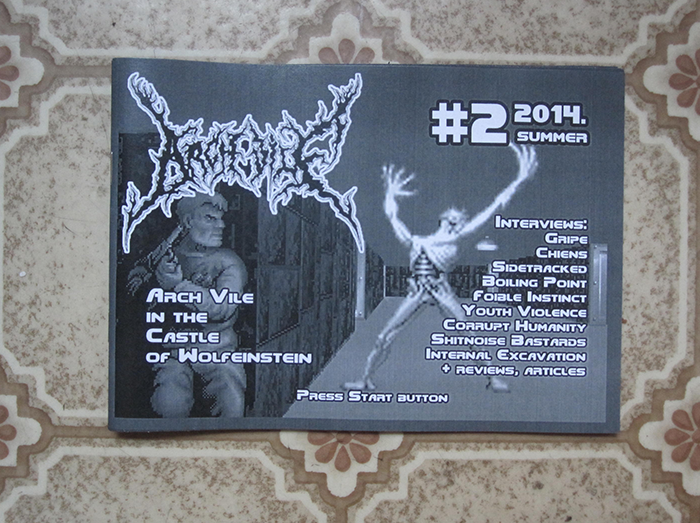 ARCHVILE
#2 2014.
SUMMER
INTERVIEWS:
GRIPE
CHIENS
SIDETRACKED
BOILING POINT
FOIBLE INSTINCT
YOUTH VIOLENCE
CORRUPT HUMANITY
SHITNOISE BASTARDS
INTERNAL EXCAVATION
+ REVIEWS, ARTICLES
ARCH VILE
IN THE
CASTLE
OF WOLFEINSTEIN
PRESS START BUTTON